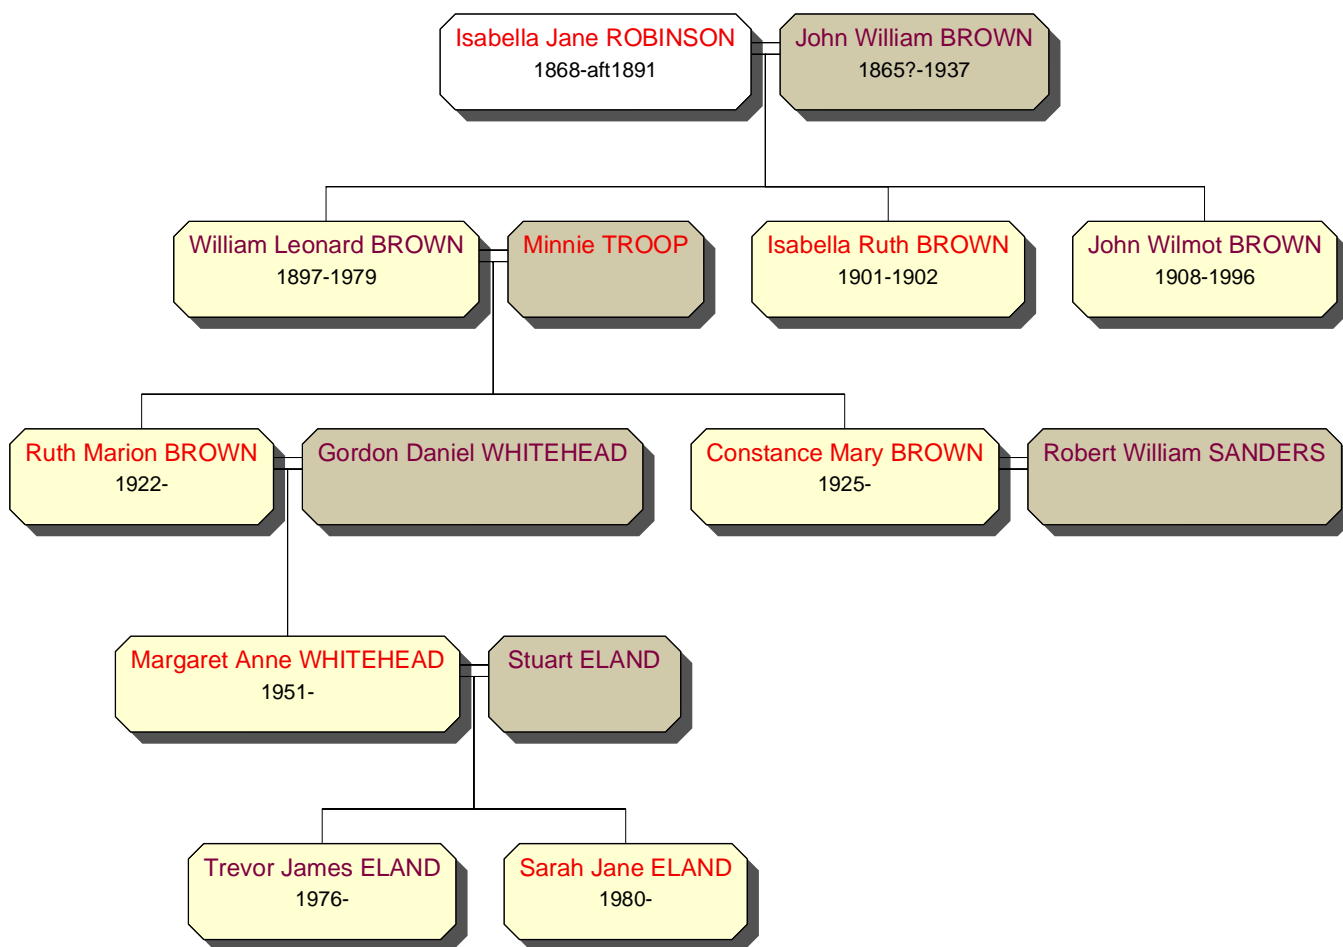 Isabella Jane ROBINSON
1868-aft1891
John William BROWN
1865?-1937
William Leonard BROWN
1897-1979
Minnie TROOP
Isabella Ruth BROWN
1901-1902
John Wilmot BROWN
1908-1996
Ruth Marion BROWN
1922-
Gordon Daniel WHITEHEAD
Constance Mary BROWN
1925-
Robert William SANDERS
Margaret Anne WHITEHEAD
1951-
Stuart ELAND
Trevor James ELAND
1976-
Sarah Jane ELAND
1980-